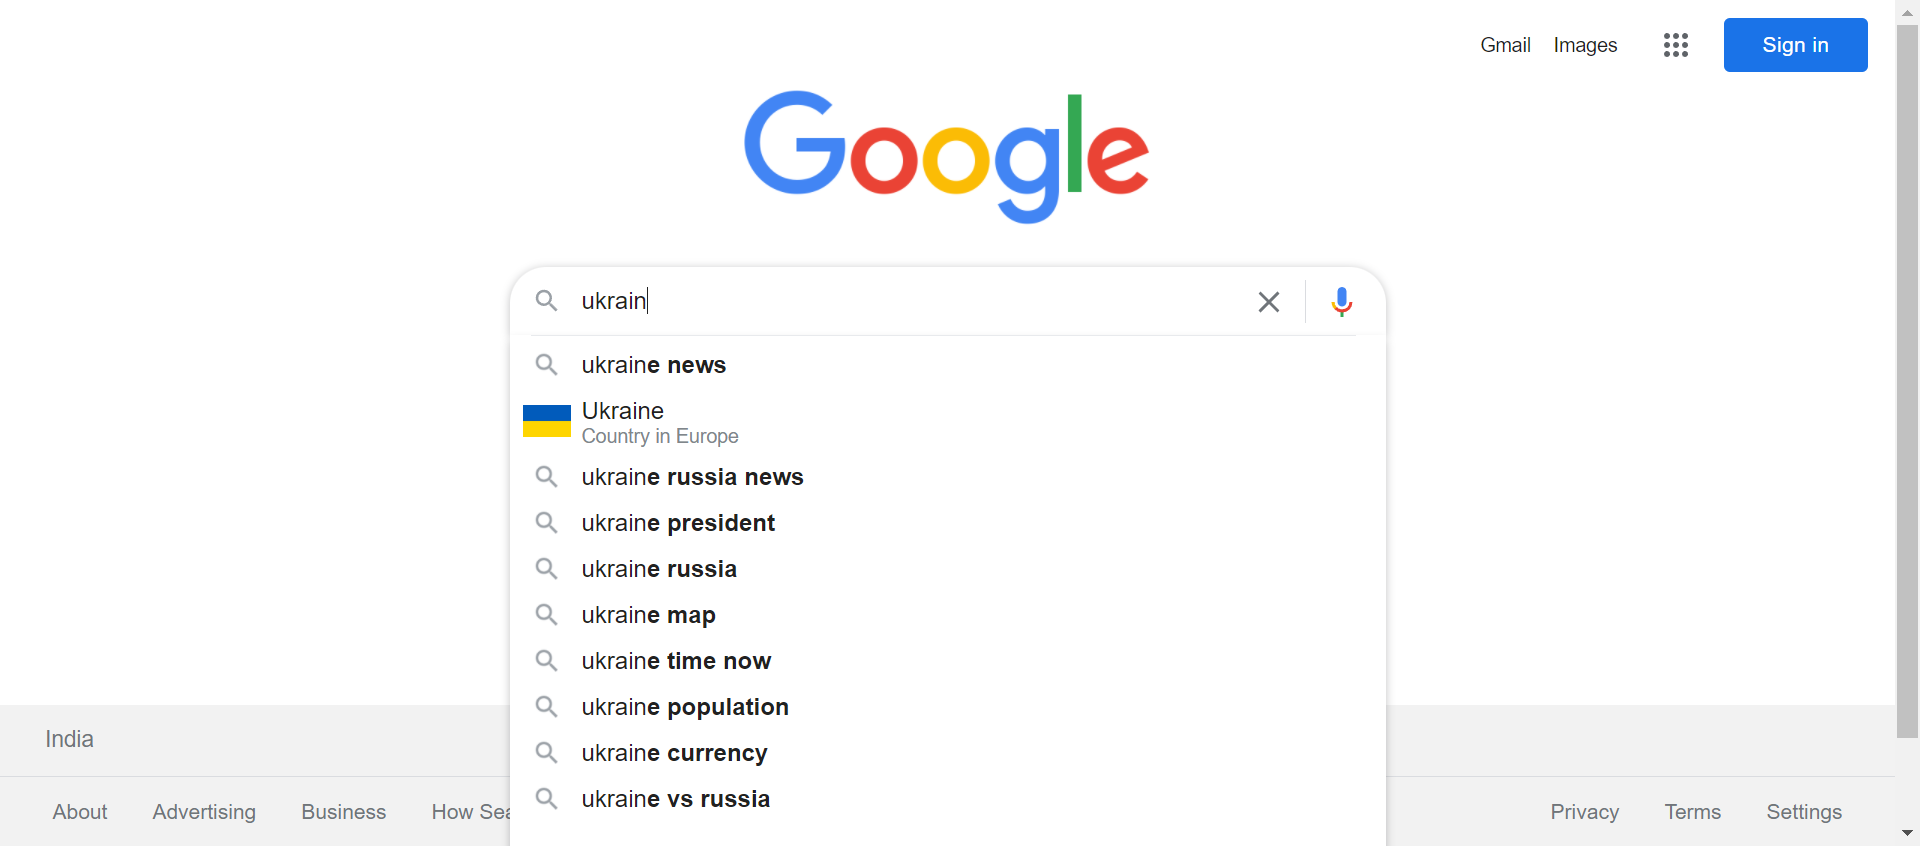 Gmail Images Sign in
Google
ukrain
ukraine news
Ukraine
Country in Europe
ukraine russia news
ukraine president
ukraine russia
ukraine map
ukraine time now
ukraine population
ukraine currency
ukraine vs russia
India
About Advertising Business How Sea Privacy Terms Settings